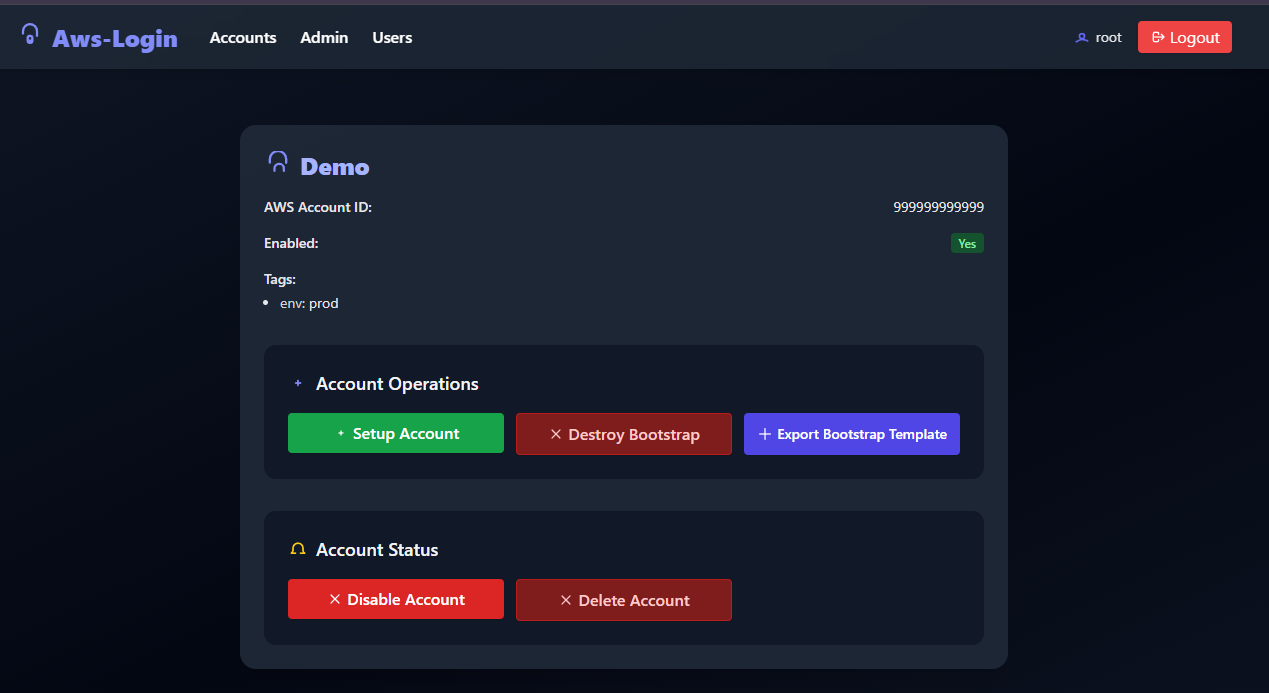 Aws-Login Accounts Admin Users root Logout
Demo
AWS Account ID: 999999999999
Enabled: Yes
Tags:
env: prod
Account Operations
Setup Account Destroy Bootstrap Export Bootstrap Template
Account Status
Disable Account Delete Account